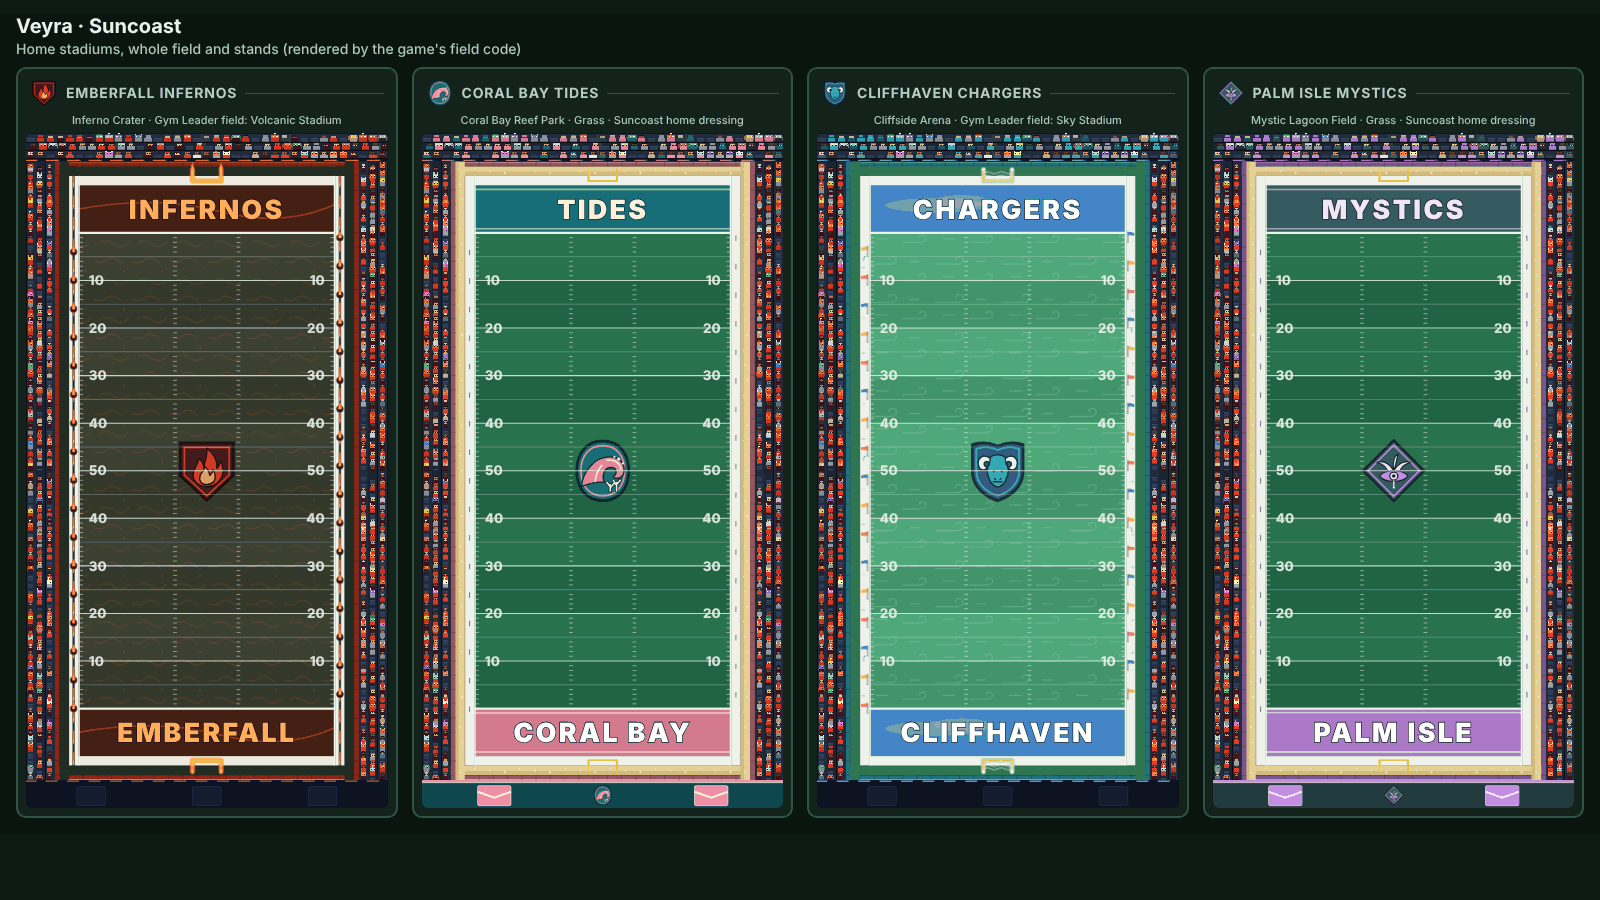 Veyra · Suncoast
Home stadiums, whole field and stands (rendered by the game's field code)
EMBERFALL INFERNOS
Inferno Crater · Gym Leader field: Volcanic Stadium
INFERNOS
10 10
20 20
30 30
40 40
50 50
40 40
30 30
20 20
10 10
EMBERFALL
CORAL BAY TIDES
Coral Bay Reef Park · Grass · Suncoast home dressing
TIDES
10 10
20 20
30 30
40 40
50 50
40 40
30 30
20 20
10 10
CORAL BAY
CLIFFHAVEN CHARGERS
Cliffside Arena · Gym Leader field: Sky Stadium
CHARGERS
10 10
20 20
30 30
40 40
50 50
40 40
30 30
20 20
10 10
CLIFFHAVEN
PALM ISLE MYSTICS
Mystic Lagoon Field · Grass · Suncoast home dressing
MYSTICS
10 10
20 20
30 30
40 40
50 50
40 40
30 30
20 20
10 10
PALM ISLE